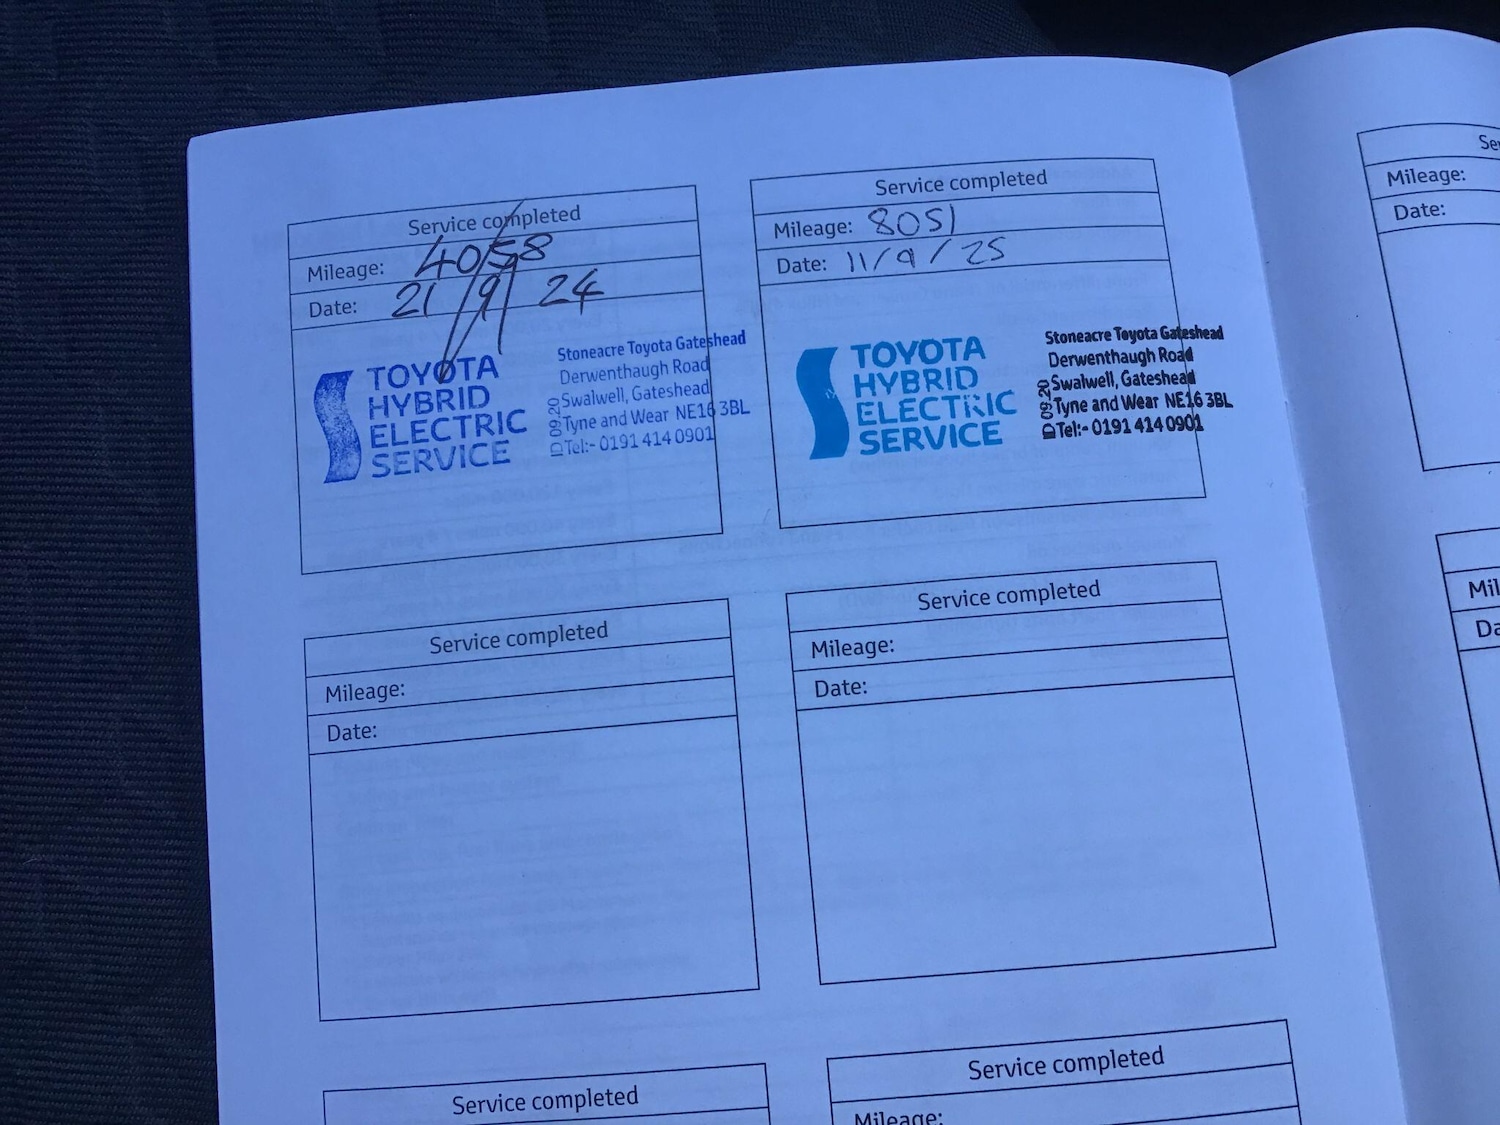 Service completed
Mileage: 4058
Date: 21/9/24
TOYOTA
HYBRID
ELECTRIC
SERVICE
Stoneacre Toyota Gateshead
Derwenthaugh Road
Swalwell, Gateshead
Tyne and Wear NE16 3BL
Tel:- 0191 414 0901
ID 09.20
Service completed
Mileage: 8051
Date: 11/9/25
TOYOTA
HYBRID
ELECTRIC
SERVICE
Stoneacre Toyota Gateshead
Derwenthaugh Road
Swalwell, Gateshead
Tyne and Wear NE16 3BL
Tel:- 0191 414 0901
ID 09.20
Service completed
Mileage:
Date:
Service completed
Mileage:
Date:
Service completed
Service completed
Mileage:
Se
Mileage:
Date:
Mil
Da